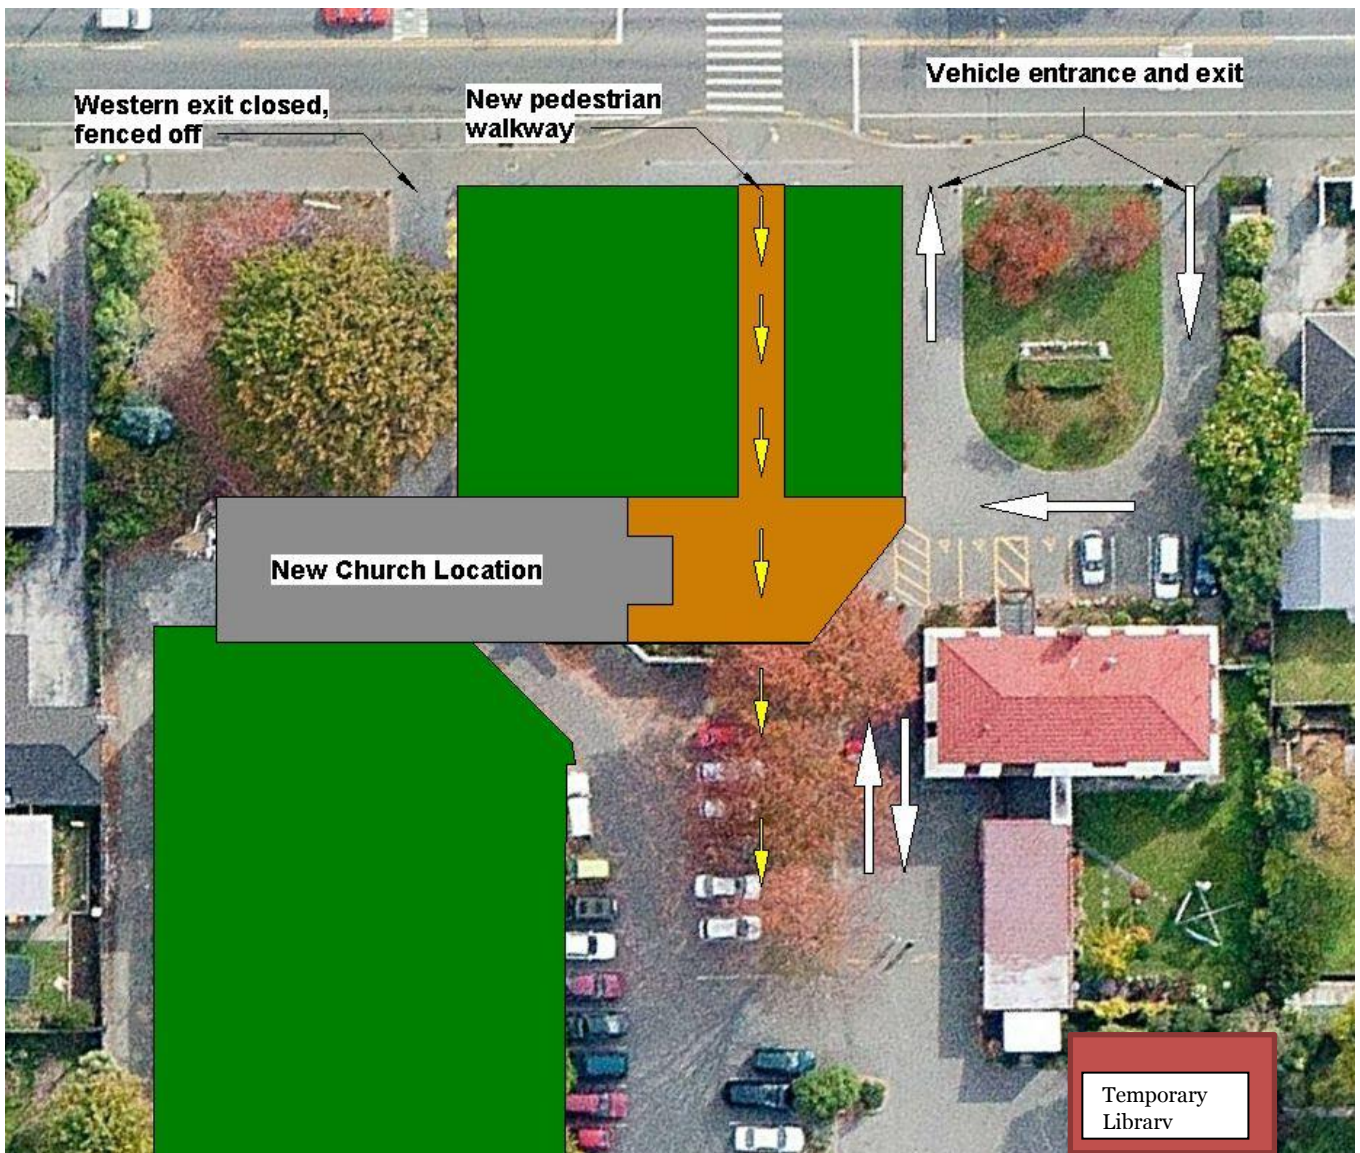 Vehicle entrance and exit
Western exit closed,
fenced off
New pedestrian
walkway
New Church Location
Temporary
Library